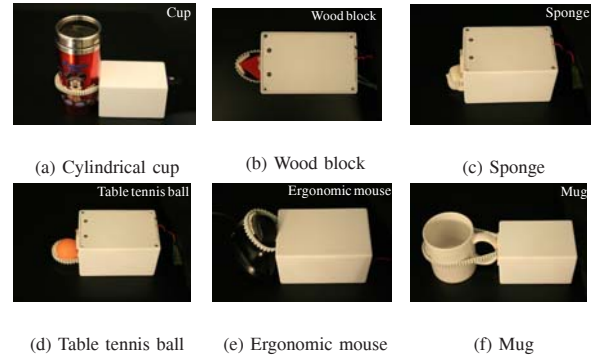 Cup
Wood block
Sponge
(a) Cylindrical cup
(b) Wood block
(c) Sponge
Table tennis ball
Ergonomic mouse
Mug
(d) Table tennis ball
(e) Ergonomic mouse
(f) Mug